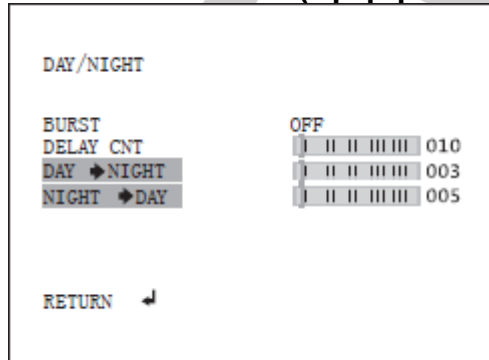 DAY/NIGHT
BURST OFF
DELAY CNT 010
DAY 🡆NIGHT 003
NIGHT 🡆DAY 005
RETURN ↲